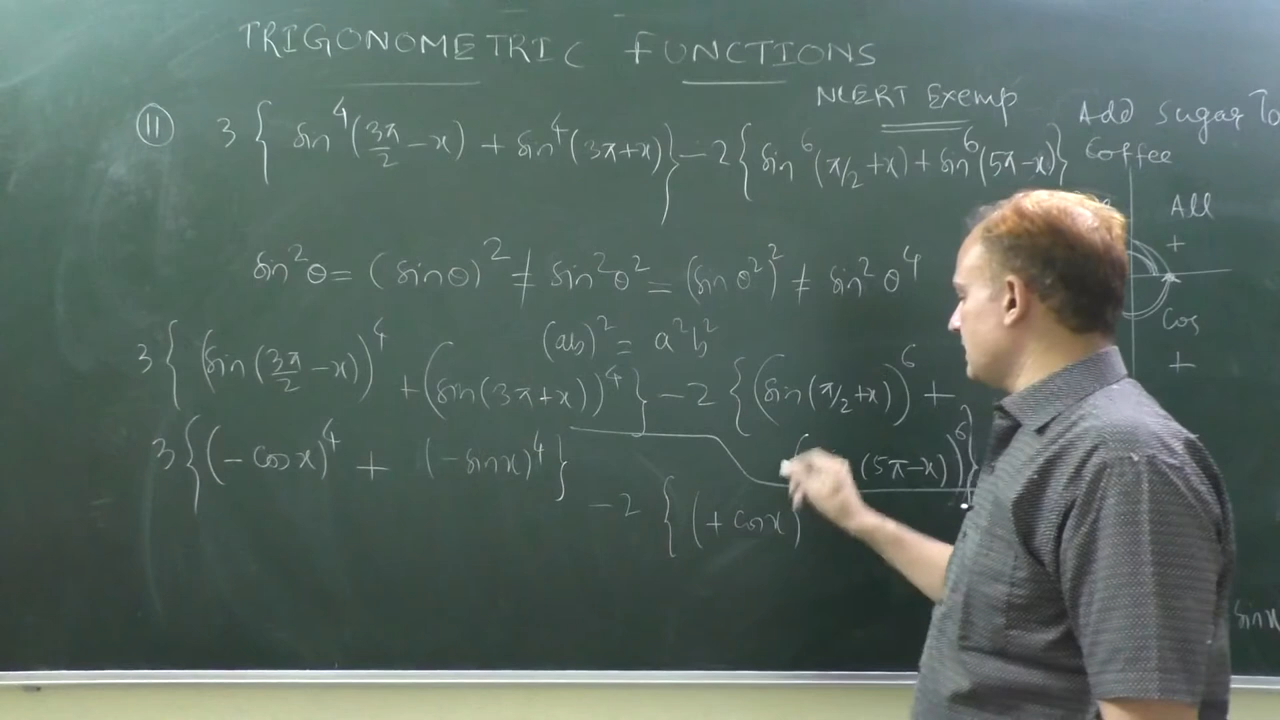 TRIGONOMETRIC FUNCTIONS
NCERT Exemp
Add Sugar To
Coffee
⑪ 3 { sin⁴(3π/2 − x) + sin⁴(3π+x) } − 2 { sin⁶(π/2 + x) + sin⁶(5π−x) }
All
+
sin²θ = (sinθ)² ≠ sin²θ² = (sin θ²)² ≠ sin²θ⁴
Cos
+
(ab)² = a²b²
3 { (sin(3π/2 − x))⁴ + (sin(3π+x))⁴ } − 2 { (sin(π/2 + x))⁶ +
(5π−x))⁶ }
3 { (− cos x)⁴ + (− sin x)⁴ }
− 2 { (+ cos x)
sin x